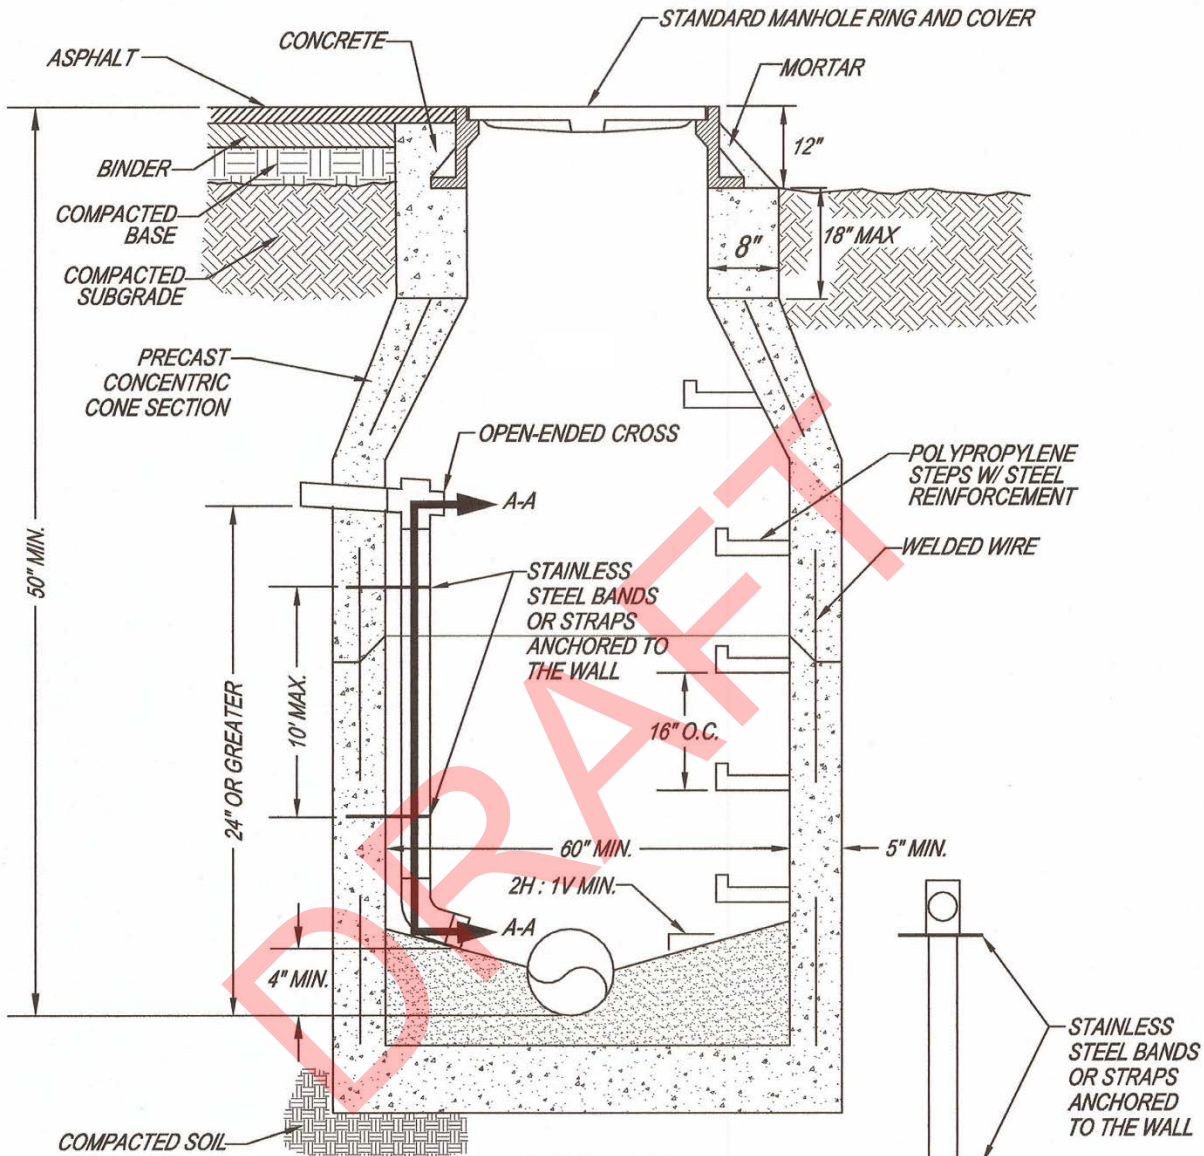 STANDARD MANHOLE RING AND COVER
CONCRETE
ASPHALT
MORTAR
12"
BINDER
COMPACTED
BASE
18" MAX
8"
COMPACTED
SUBGRADE
PRECAST
CONCENTRIC
CONE SECTION
OPEN-ENDED CROSS
POLYPROPYLENE
STEPS W/ STEEL
REINFORCEMENT
A-A
WELDED WIRE
50" MIN.
STAINLESS
STEEL BANDS
OR STRAPS
ANCHORED TO
THE WALL
24" OR GREATER
10' MAX.
16" O.C.
60" MIN.
5" MIN.
2H : 1V MIN.
A-A
4" MIN.
STAINLESS
STEEL BANDS
OR STRAPS
ANCHORED
TO THE WALL
COMPACTED SOIL
DRAFT